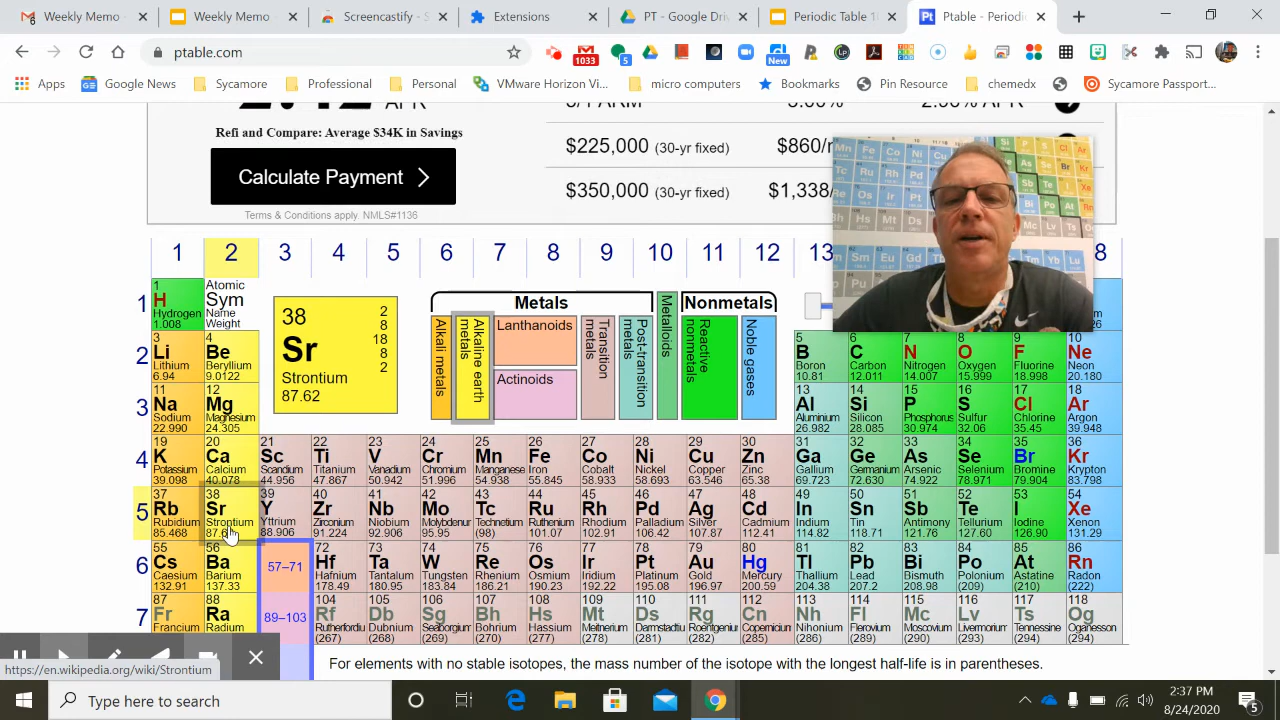 Weekly Memo
Weekly Memo
Screencastify - S
Extensions
PT - Google Driv
Periodic Table 1
Ptable - Periodi
ptable.com
1033
5
New
Apps
Google News
Sycamore
Professional
Personal
VMware Horizon Vi...
micro computers
Bookmarks
Pin Resource
chemedx
Sycamore Passport...
Refi and Compare: Average $34K in Savings
Calculate Payment
Terms & Conditions apply. NMLS#1136
$225,000 (30-yr fixed) $860/
$350,000 (30-yr fixed) $1,338/
1 2 3 4 5 6 7 8 9 10 11 12 13 8
Atomic
Sym
Name
Weight
38
Sr
Strontium
87.62
2
8
18
8
2
Metals
Nonmetals
Alkali metals
Alkaline earth metals
Lanthanoids
Actinoids
Transition metals
Post-transition metals
Metalloids
Reactive nonmetals
Noble gases
1
1 H Hydrogen 1.008
2
3 Li Lithium 6.94
4 Be Beryllium 9.0122
5 B Boron 10.81
6 C Carbon 12.011
7 N Nitrogen 14.007
8 O Oxygen 15.999
9 F Fluorine 18.998
10 Ne Neon 20.180
3
11 Na Sodium 22.990
12 Mg Magnesium 24.305
13 Al Aluminium 26.982
14 Si Silicon 28.085
15 P Phosphorus 30.974
16 S Sulfur 32.06
17 Cl Chlorine 35.45
18 Ar Argon 39.948
4
19 K Potassium 39.098
20 Ca Calcium 40.078
21 Sc Scandium 44.956
22 Ti Titanium 47.867
23 V Vanadium 50.942
24 Cr Chromium 51.996
25 Mn Manganese 54.938
26 Fe Iron 55.845
27 Co Cobalt 58.933
28 Ni Nickel 58.693
29 Cu Copper 63.546
30 Zn Zinc 65.38
31 Ga Gallium 69.723
32 Ge Germanium 72.630
33 As Arsenic 74.922
34 Se Selenium 78.971
35 Br Bromine 79.904
36 Kr Krypton 83.798
5
37 Rb Rubidium 85.468
38 Sr Strontium
39 Y Yttrium 88.906
40 Zr Zirconium 91.224
41 Nb Niobium 92.906
42 Mo Molybdenum 95.95
43 Tc Technetium (98)
44 Ru Ruthenium 101.07
45 Rh Rhodium 102.91
46 Pd Palladium 106.42
47 Ag Silver 107.87
48 Cd Cadmium 112.41
49 In Indium 114.82
50 Sn Tin 118.71
51 Sb Antimony 121.76
52 Te Tellurium 127.60
53 I Iodine 126.90
54 Xe Xenon 131.29
6
55 Cs Caesium 132.91
56 Ba Barium 137.33
57–71
72 Hf Hafnium 178.49
73 Ta Tantalum 180.95
74 W Tungsten 183.84
75 Re Rhenium 186.21
76 Os Osmium 190.23
77 Ir Iridium 192.22
78 Pt Platinum 195.08
79 Au Gold 196.97
80 Hg Mercury 200.59
81 Tl Thallium 204.38
82 Pb Lead 207.2
83 Bi Bismuth 208.98
84 Po Polonium (209)
85 At Astatine (210)
86 Rn Radon (222)
7
87 Fr Francium
88 Ra Radium
89–103
104 Rf Rutherfordiu (267)
105 Db Dubnium (268)
106 Sg Seaborgium (269)
107 Bh Bohrium (270)
108 Hs Hassium (277)
109 Mt Meitnerium (278)
110 Ds Darmstadtiu (281)
111 Rg Roentgenium (282)
112 Cn Copernicium (285)
113 Nh Nihonium (286)
114 Fl Flerovium (289)
115 Mc Moscovium (290)
116 Lv Livermorium (293)
117 Ts Tennessine (294)
118 Og Oganesson (294)
For elements with no stable isotopes, the mass number of the isotope with the longest half-life is in parentheses.
https://en.wikipedia.org/wiki/Strontium
Type here to search
2:37 PM
8/24/2020
5